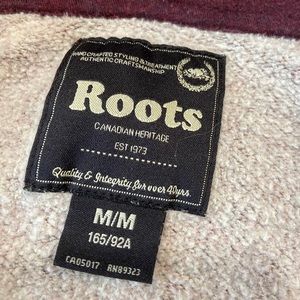 HAND CRAFTED STYLING & TREATMENT
AUTHENTIC CRAFTSMANSHIP
Roots
CANADIAN HERITAGE
EST 1973
Quality & Integrity for over 40yrs.
M/M
165/92A
CA05017 RN89323